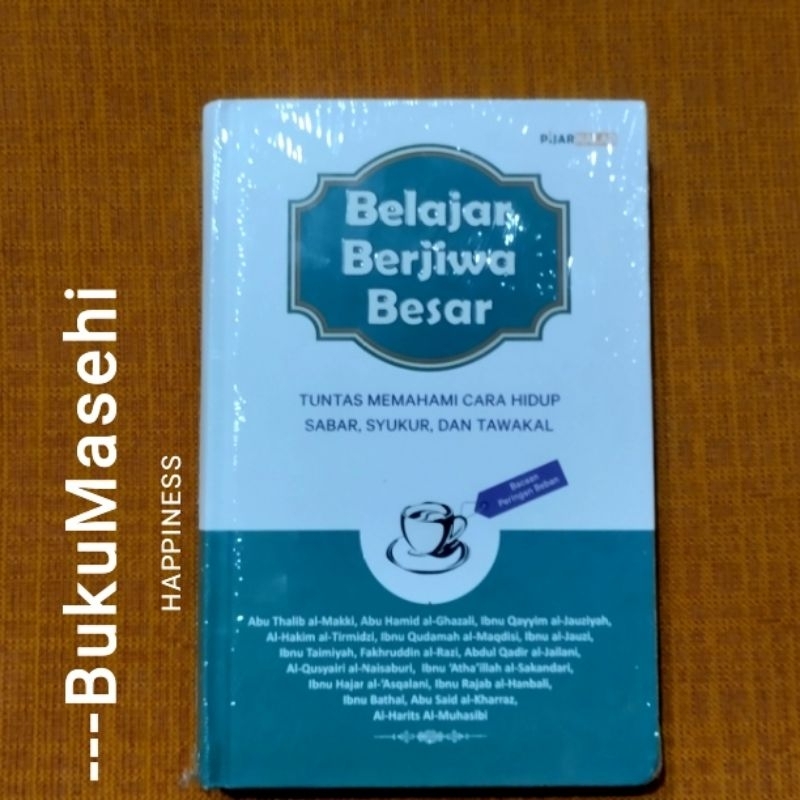 ---BukuMasehi
HAPPINESS
PIJAR
Belajar
Berjiwa
Besar
TUNTAS MEMAHAMI CARA HIDUP
SABAR, SYUKUR, DAN TAWAKAL
Bacaan
Peringan Beban
Abu Thalib al-Makki, Abu Hamid al-Ghazali, Ibnu Qayyim al-Jauziyah,
Al-Hakim al-Tirmidzi, Ibnu Qudamah al-Maqdisi, Ibnu al-Jauzi,
Ibnu Taimiyah, Fakhruddin al-Razi, Abdul Qadir al-Jailani,
Al-Qusyairi al-Naisaburi, Ibnu 'Atha'illah al-Sakandari,
Ibnu Hajar al-'Asqalani, Ibnu Rajab al-Hanbali,
Ibnu Bathal, Abu Said al-Kharraz,
Al-Harits Al-Muhasibi